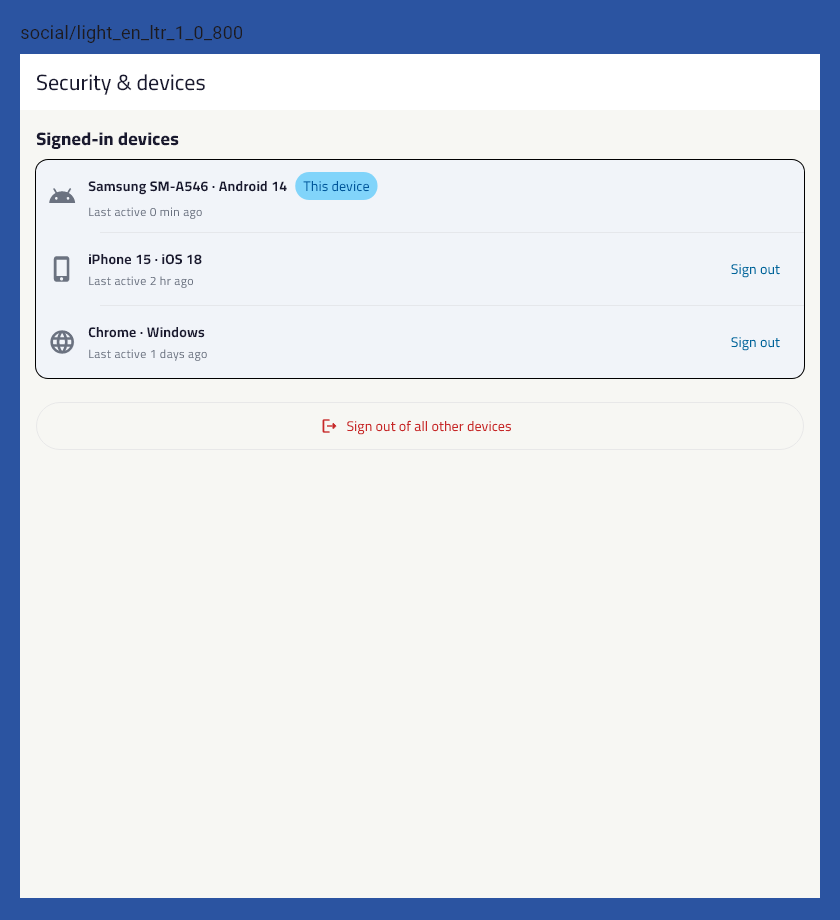 social/light_en_ltr_1_0_800
Security & devices
Signed-in devices
Samsung SM-A546 · Android 14 This device
Last active 0 min ago
iPhone 15 · iOS 18
Last active 2 hr ago
Sign out
Chrome · Windows
Last active 1 days ago
Sign out
Sign out of all other devices